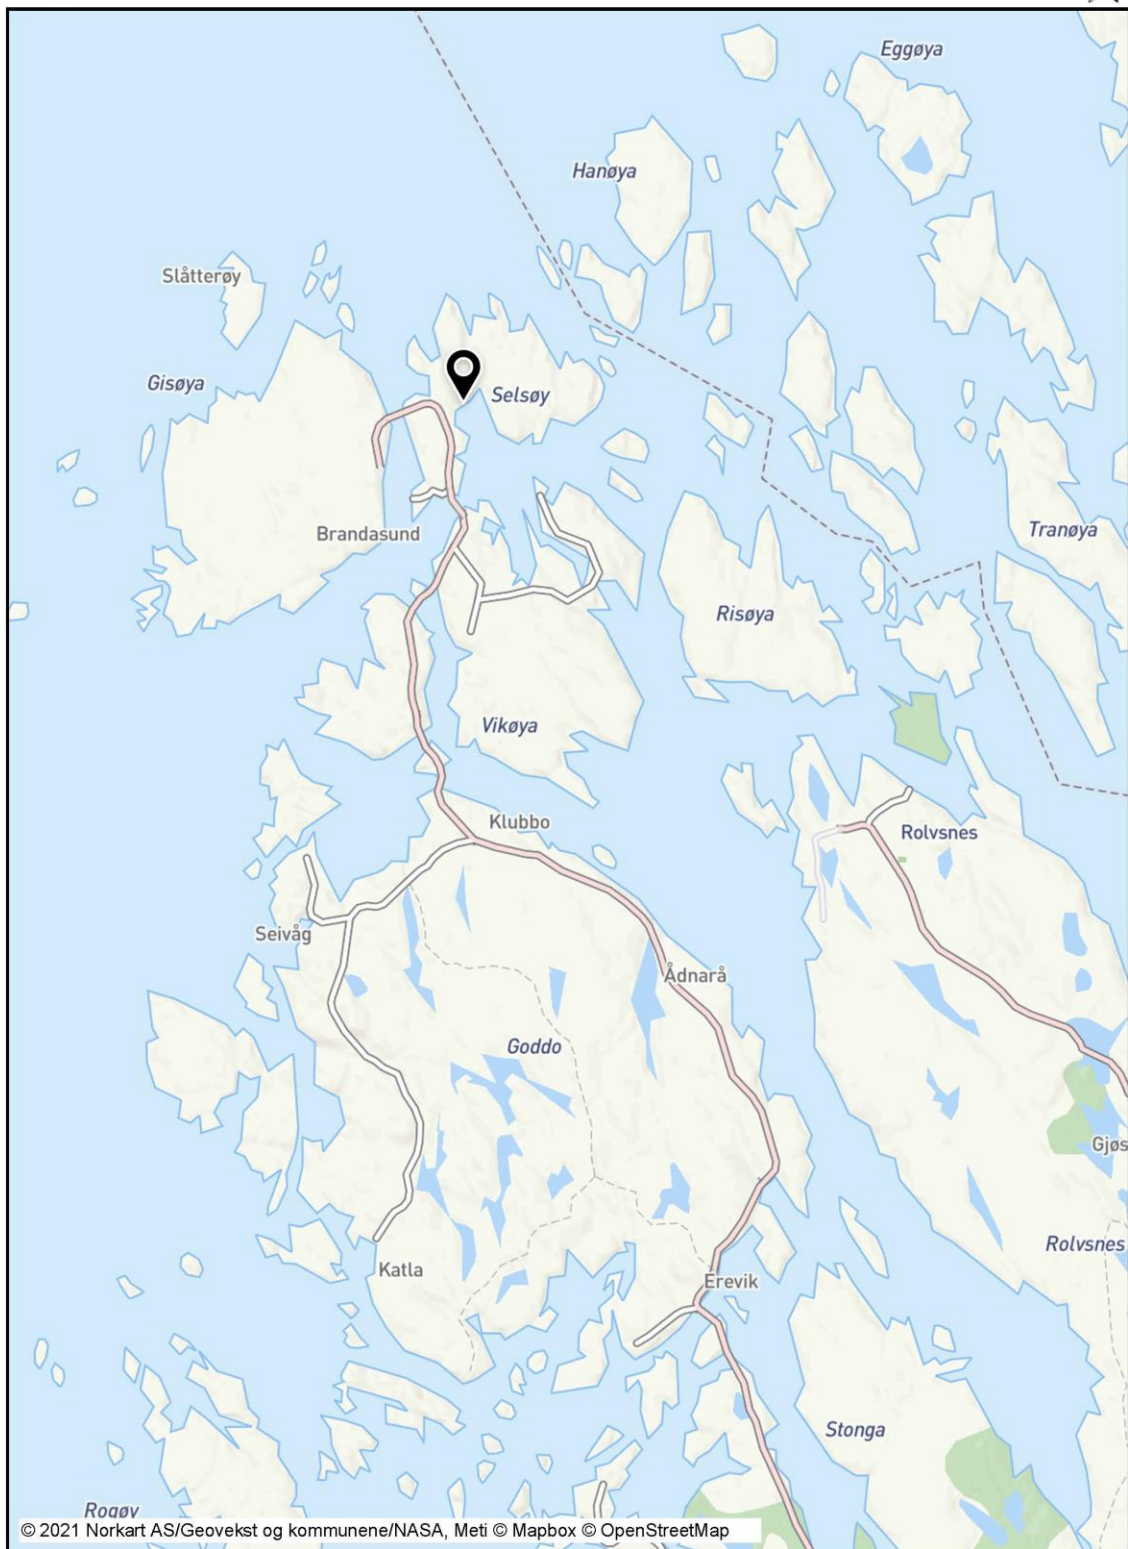 Eggøya
Hanøya
Slåtterøy
Gisøya
Selsøy
Brandasund
Tranøya
Risøya
Vikøya
Klubbo
Rolvsnes
Seivåg
Ådnarå
Goddo
Gjøs
Rolvsnes
Katla
Erevik
Stonga
Rogøy
© 2021 Norkart AS/Geovekst og kommunene/NASA, Meti © Mapbox © OpenStreetMap